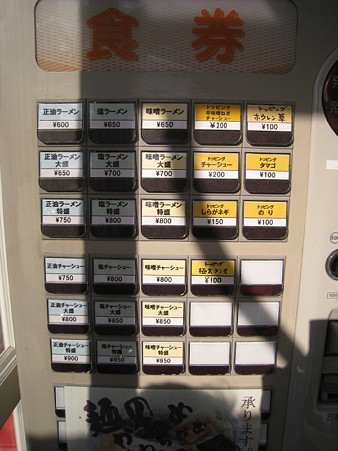 食券
正油ラーメン
¥600
塩ラーメン
¥650
味噌ラーメン
¥650
トッピング
チャーシュー
¥200
トッピング
ホウレン草
¥100
正油ラーメン
大盛
¥650
塩ラーメン
大盛
¥700
味噌ラーメン
大盛
¥700
トッピング
チャーシュー
¥200
トッピング
タマゴ
¥100
正油ラーメン
特盛
¥750
塩ラーメン
特盛
¥800
味噌ラーメン
特盛
¥800
トッピング
しらがネギ
¥150
トッピング
のり
¥100
正油チャーシュー
¥750
塩チャーシュー
¥800
味噌チャーシュー
¥800
トッピング
¥100
正油チャーシュー
大盛
¥800
塩チャーシュー
大盛
¥850
味噌チャーシュー
大盛
¥850
正油チャーシュー
特盛
¥900
塩チャーシュー
特盛
¥950
味噌チャーシュー
特盛
¥950
承ります